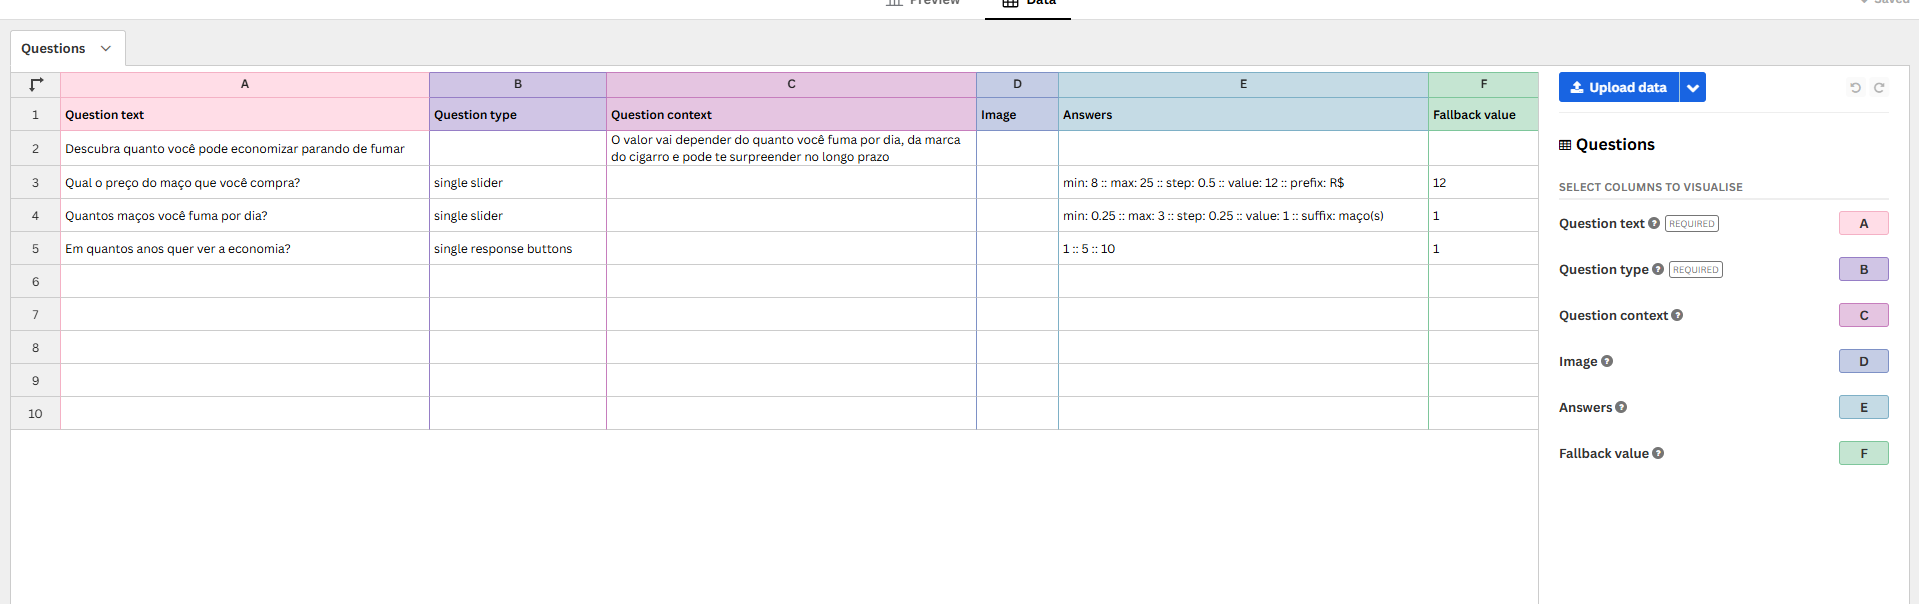 Preview Data Saved
Questions
A B C D E F
1 Question text Question type Question context Image Answers Fallback value
2 Descubra quanto você pode economizar parando de fumar O valor vai depender do quanto você fuma por dia, da marca
do cigarro e pode te surpreender no longo prazo
3 Qual o preço do maço que você compra? single slider min: 8 :: max: 25 :: step: 0.5 :: value: 12 :: prefix: R$ 12
4 Quantos maços você fuma por dia? single slider min: 0.25 :: max: 3 :: step: 0.25 :: value: 1 :: suffix: maço(s) 1
5 Em quantos anos quer ver a economia? single response buttons 1 :: 5 :: 10 1
6
7
8
9
10
Upload data
Questions
SELECT COLUMNS TO VISUALISE
Question text ? REQUIRED A
Question type ? REQUIRED B
Question context ? C
Image ? D
Answers ? E
Fallback value ? F